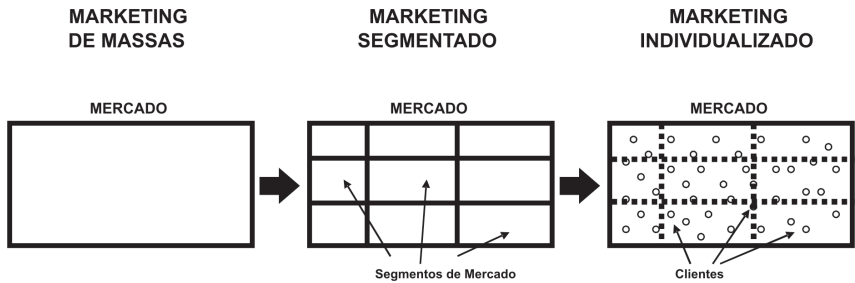 MARKETING
DE MASSAS
MARKETING
SEGMENTADO
MARKETING
INDIVIDUALIZADO
MERCADO
MERCADO
MERCADO
Segmentos de Mercado
Clientes